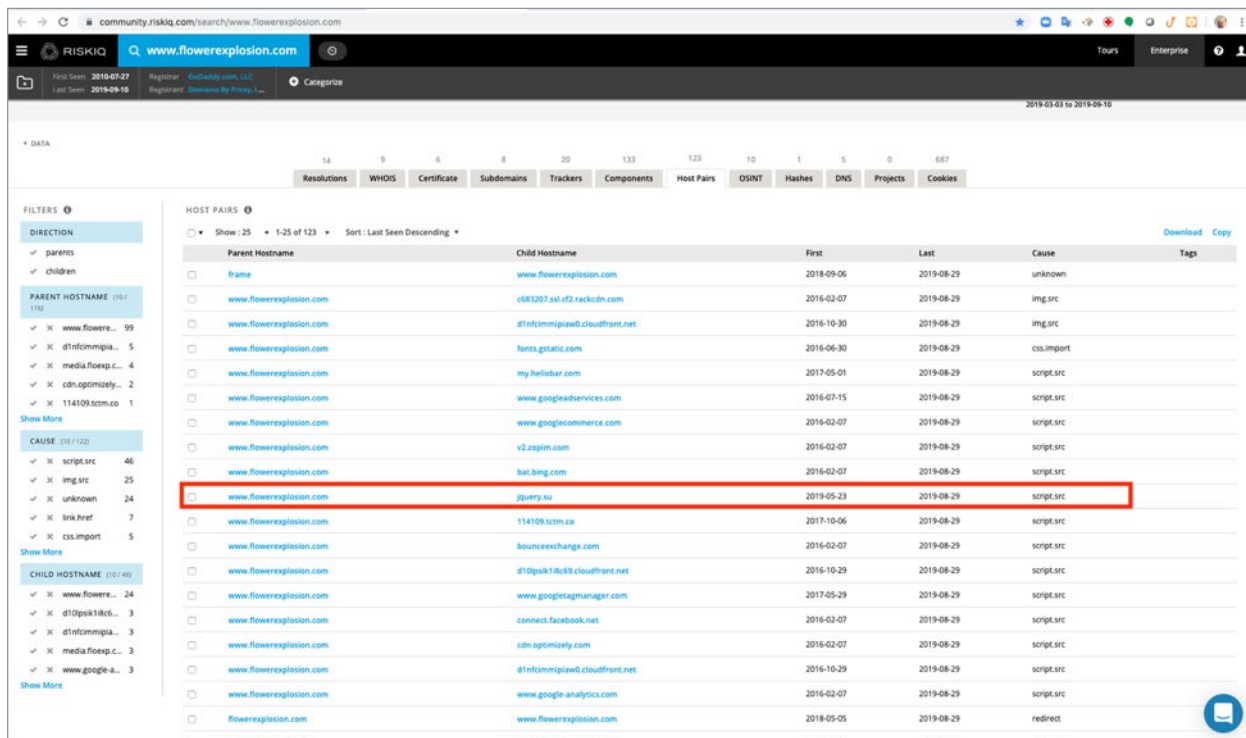 community.riskiq.com/search/www.flowerexplosion.com
RISKIQ www.flowerexplosion.com Tours Enterprise
First Seen 2010-07-27 Registrar GoDaddy.com, LLC
Last Seen 2019-09-10 Registrant Domains By Proxy, L... Categorize
2019-03-03 to 2019-09-10
DATA
14 9 6 8 20 133 123 10 1 5 0 687
Resolutions WHOIS Certificate Subdomains Trackers Components Host Pairs OSINT Hashes DNS Projects Cookies
FILTERS
DIRECTION
parents
children
PARENT HOSTNAME (10 / 116)
www.flowere... 99
d1nfcimmipia... 5
media.floexp.c... 4
cdn.optimizely... 2
114109.tctm.co 1
Show More
CAUSE (10 / 122)
script.src 46
img.src 25
unknown 24
link.href 7
css.import 5
Show More
CHILD HOSTNAME (10 / 46)
www.flowere... 24
d10lpsik1i8c6... 3
d1nfcimmipia... 3
media.floexp.c... 3
www.google-a... 3
Show More
HOST PAIRS
Show : 25 1-25 of 123 Sort : Last Seen Descending Download Copy
Parent Hostname Child Hostname First Last Cause Tags
frame www.flowerexplosion.com 2018-09-06 2019-08-29 unknown
www.flowerexplosion.com c683207.ssl.cf2.rackcdn.com 2016-02-07 2019-08-29 img.src
www.flowerexplosion.com d1nfcimmipiaw0.cloudfront.net 2016-10-30 2019-08-29 img.src
www.flowerexplosion.com fonts.gstatic.com 2016-06-30 2019-08-29 css.import
www.flowerexplosion.com my.hellobar.com 2017-05-01 2019-08-29 script.src
www.flowerexplosion.com www.googleadservices.com 2016-07-15 2019-08-29 script.src
www.flowerexplosion.com www.googlecommerce.com 2016-02-07 2019-08-29 script.src
www.flowerexplosion.com v2.zopim.com 2016-02-07 2019-08-29 script.src
www.flowerexplosion.com bat.bing.com 2016-02-07 2019-08-29 script.src
www.flowerexplosion.com jquery.su 2019-05-23 2019-08-29 script.src
www.flowerexplosion.com 114109.tctm.co 2017-10-06 2019-08-29 script.src
www.flowerexplosion.com bounceexchange.com 2016-02-07 2019-08-29 script.src
www.flowerexplosion.com d10lpsik1i8c69.cloudfront.net 2016-10-29 2019-08-29 script.src
www.flowerexplosion.com www.googletagmanager.com 2017-05-29 2019-08-29 script.src
www.flowerexplosion.com connect.facebook.net 2016-02-07 2019-08-29 script.src
www.flowerexplosion.com cdn.optimizely.com 2016-02-07 2019-08-29 script.src
www.flowerexplosion.com d1nfcimmipiaw0.cloudfront.net 2016-10-29 2019-08-29 script.src
www.flowerexplosion.com www.google-analytics.com 2016-02-07 2019-08-29 script.src
flowerexplosion.com www.flowerexplosion.com 2018-05-05 2019-08-29 redirect